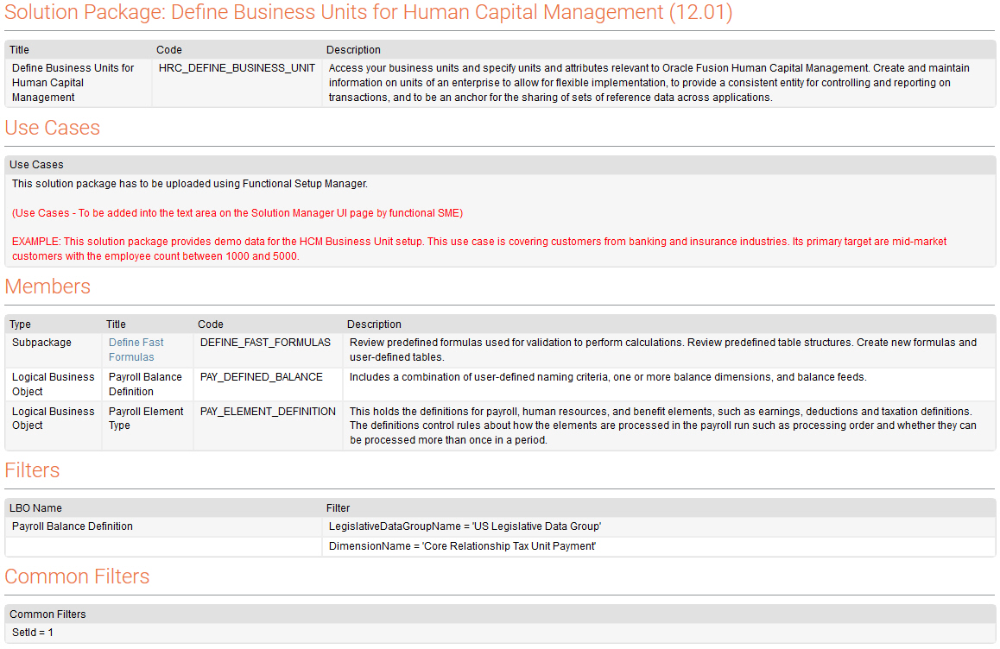 Solution Package: Define Business Units for Human Capital Management (12.01)
Title Code Description
Define Business Units for HRC_DEFINE_BUSINESS_UNIT Access your business units and specify units and attributes relevant to Oracle Fusion Human Capital Management. Create and maintain
Human Capital information on units of an enterprise to allow for flexible implementation, to provide a consistent entity for controlling and reporting on
Management transactions, and to be an anchor for the sharing of sets of reference data across applications.
Use Cases
Use Cases
This solution package has to be uploaded using Functional Setup Manager.
(Use Cases - To be added into the text area on the Solution Manager UI page by functional SME)
EXAMPLE: This solution package provides demo data for the HCM Business Unit setup. This use case is covering customers from banking and insurance industries. Its primary target are mid-market
customers with the employee count between 1000 and 5000.
Members
Type Title Code Description
Subpackage Define Fast DEFINE_FAST_FORMULAS Review predefined formulas used for validation to perform calculations. Review predefined table structures. Create new formulas and
Formulas user-defined tables.
Logical Business Payroll Balance PAY_DEFINED_BALANCE Includes a combination of user-defined naming criteria, one or more balance dimensions, and balance feeds.
Object Definition
Logical Business Payroll Element PAY_ELEMENT_DEFINITION This holds the definitions for payroll, human resources, and benefit elements, such as earnings, deductions and taxation definitions.
Object Type The definitions control rules about how the elements are processed in the payroll run such as processing order and whether they can
be processed more than once in a period.
Filters
LBO Name Filter
Payroll Balance Definition LegislativeDataGroupName = 'US Legislative Data Group'
DimensionName = 'Core Relationship Tax Unit Payment'
Common Filters
Common Filters
SetId = 1